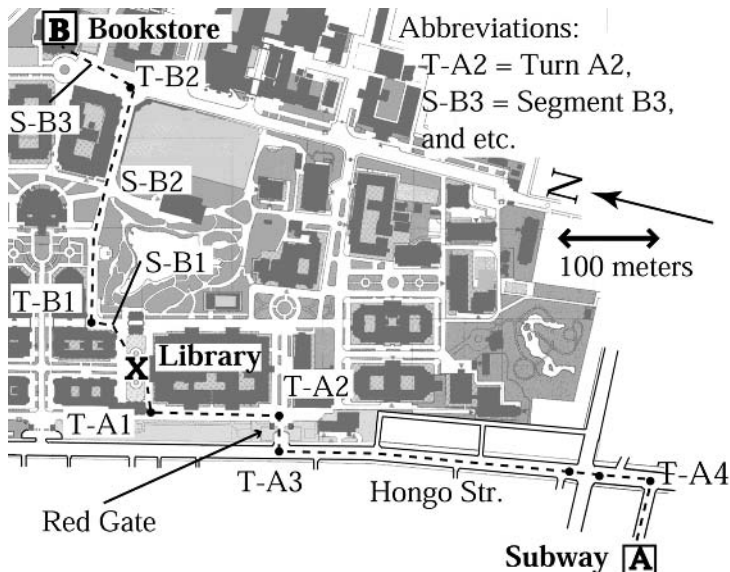 B Bookstore
Abbreviations:
T-A2 = Turn A2,
S-B3 = Segment B3,
and etc.
T-B2
S-B3
S-B2
N
100 meters
S-B1
T-B1
X Library
T-A2
T-A1
T-A4
T-A3
Hongo Str.
Red Gate
Subway A